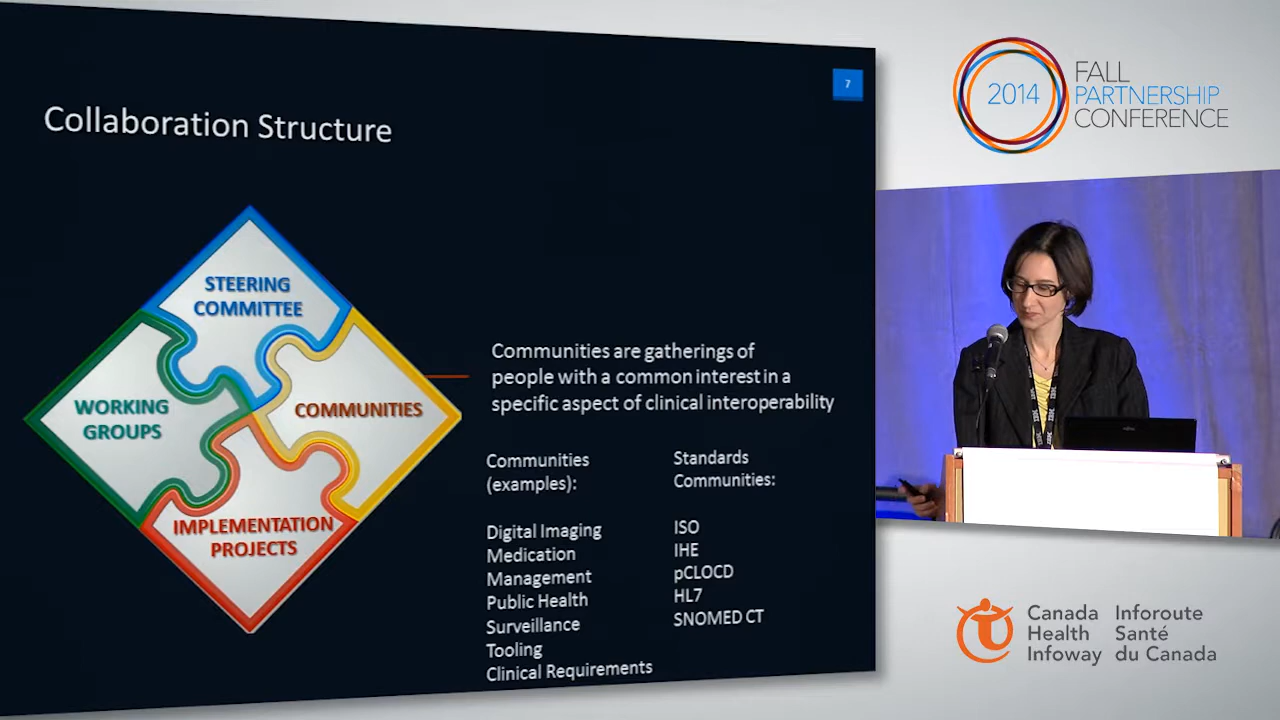 7
Collaboration Structure
STEERING
COMMITTEE
WORKING
GROUPS
COMMUNITIES
IMPLEMENTATION
PROJECTS
Communities are gatherings of
people with a common interest in a
specific aspect of clinical interoperability
Communities
(examples):
Digital Imaging
Medication
Management
Public Health
Surveillance
Tooling
Clinical Requirements
Standards
Communities:
ISO
IHE
pCLOCD
HL7
SNOMED CT
2014
FALL
PARTNERSHIP
CONFERENCE
Canada
Health
Infoway
Inforoute
Santé
du Canada